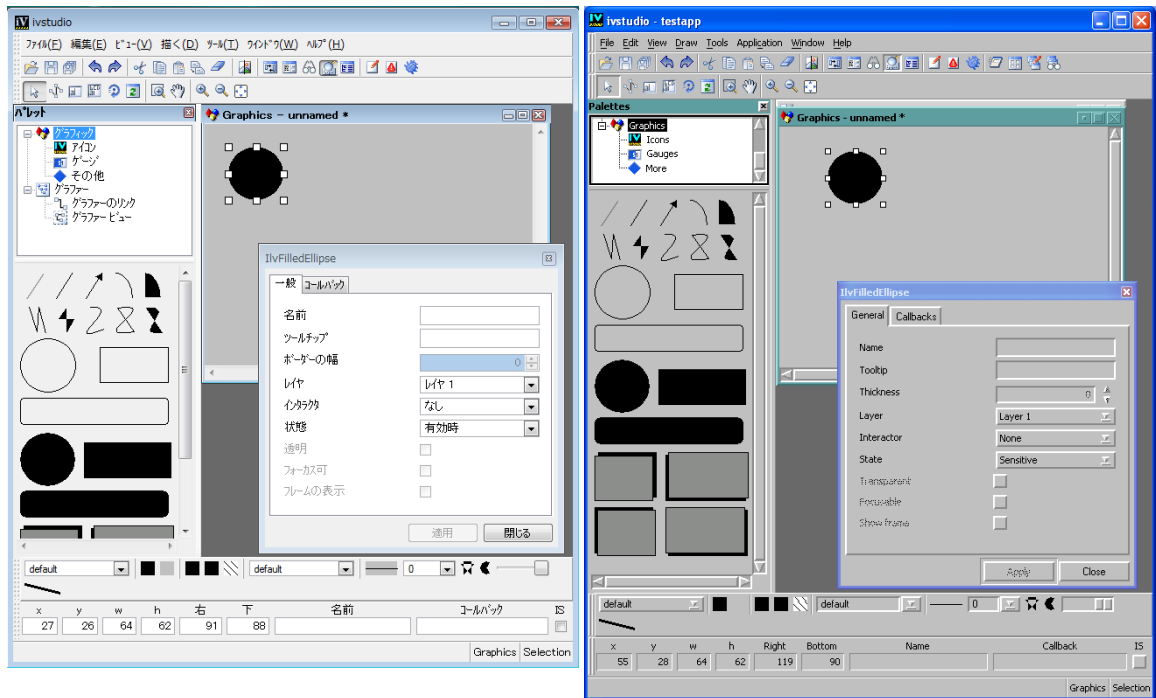 ivstudio
ファイル(F) 編集(E) ビュー(V) 描く(D) ツール(T) ウインドウ(W) ヘルプ(H)
パレット
グラフィック
アイコン
ゲージ
その他
グラファー
グラファーのリンク
グラファービュー
Graphics - unnamed *
IlvFilledEllipse
一般 コールバック
名前
ツールチップ
ボーダーの幅 0
レイヤ レイヤ 1
インタラクタ なし
状態 有効時
透明
フォーカス可
フレームの表示
適用 閉じる
default default 0
x y w h 右 下 名前 コールバック IS
27 26 64 62 91 88
Graphics Selection
ivstudio - testapp
File Edit View Draw Tools Application Window Help
Palettes
Graphics
Icons
Gauges
More
Graphics - unnamed *
IlvFilledEllipse
General Callbacks
Name
Tooltip
Thickness 0
Layer Layer 1
Interactor None
State Sensitive
Transparent
Focusable
Show frame
Apply Close
default default 0
x y w h Right Bottom Name Callback IS
55 28 64 62 119 90
Graphics Selection